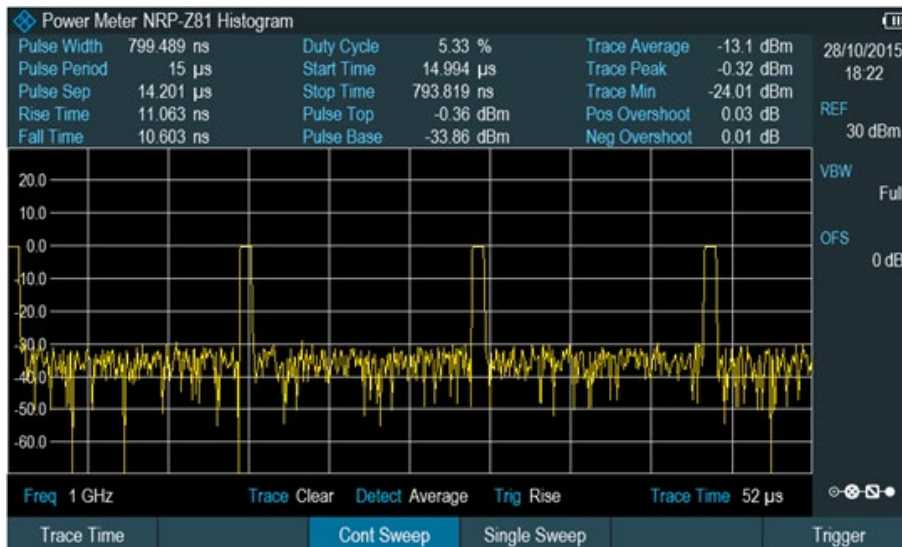 Power Meter NRP-Z81 Histogram
Pulse Width 799.489 ns Duty Cycle 5.33 % Trace Average -13.1 dBm 28/10/2015
Pulse Period 15 µs Start Time 14.994 µs Trace Peak -0.32 dBm 18:22
Pulse Sep 14.201 µs Stop Time 793.819 ns Trace Min -24.01 dBm
Rise Time 11.063 ns Pulse Top -0.36 dBm Pos Overshoot 0.03 dB REF
Fall Time 10.603 ns Pulse Base -33.86 dBm Neg Overshoot 0.01 dB 30 dBm
VBW
20.0
Full
10.0
OFS
0.0
0 dB
-10.0
-20.0
-30.0
-40.0
-50.0
-60.0
Freq 1 GHz Trace Clear Detect Average Trig Rise Trace Time 52 µs
Trace Time Cont Sweep Single Sweep Trigger